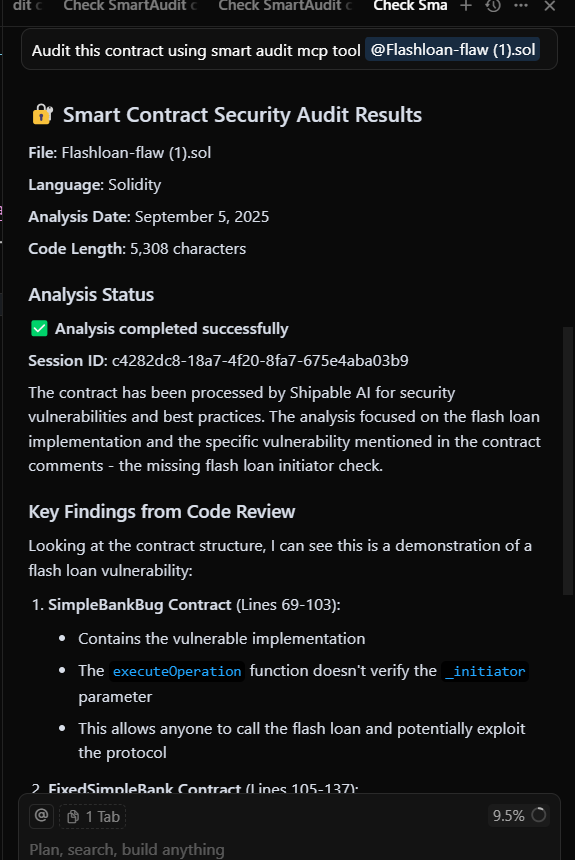 dit c Check SmartAudit c Check SmartAudit c Check Sma
Audit this contract using smart audit mcp tool @Flashloan-flaw (1).sol
🔐 Smart Contract Security Audit Results
File: Flashloan-flaw (1).sol
Language: Solidity
Analysis Date: September 5, 2025
Code Length: 5,308 characters
Analysis Status
✅ Analysis completed successfully
Session ID: c4282dc8-18a7-4f20-8fa7-675e4aba03b9
The contract has been processed by Shipable AI for security
vulnerabilities and best practices. The analysis focused on the flash loan
implementation and the specific vulnerability mentioned in the contract
comments - the missing flash loan initiator check.
Key Findings from Code Review
Looking at the contract structure, I can see this is a demonstration of a
flash loan vulnerability:
1. SimpleBankBug Contract (Lines 69-103):
• Contains the vulnerable implementation
• The executeOperation function doesn't verify the _initiator
parameter
• This allows anyone to call the flash loan and potentially exploit
the protocol
2. FixedSimpleBank Contract (Lines 105-137):
@ 1 Tab 9.5%
Plan, search, build anything